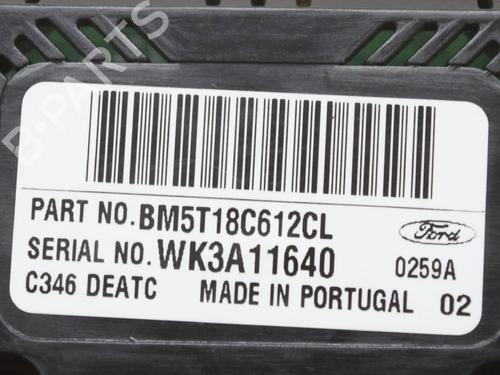 B-PARTS
PART NO. BM5T18C612CL
Ford
SERIAL NO. WK3A11640
0259A
C346 DEATC MADE IN PORTUGAL 02